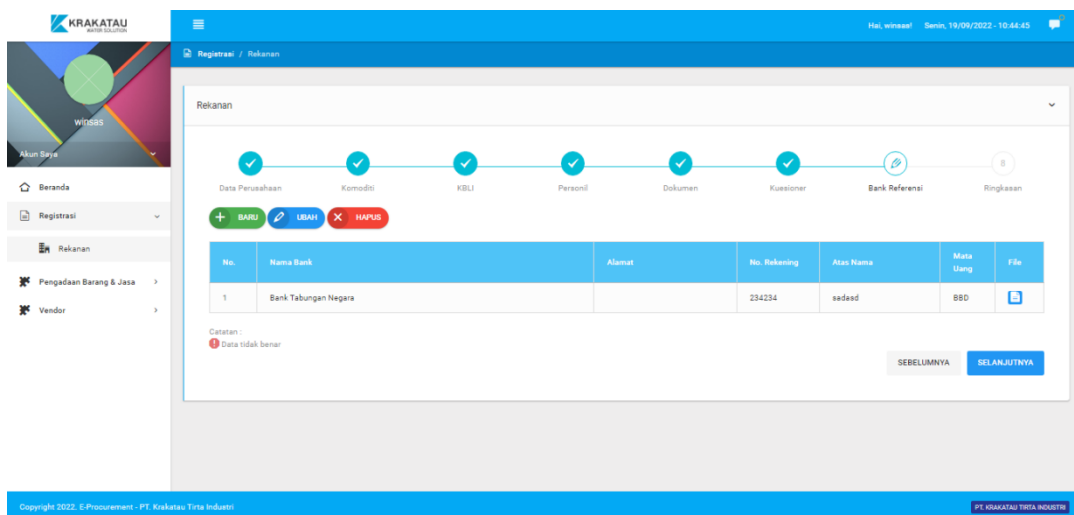 KRAKATAU
WATER SOLUTION
Hai, winsas! Senin, 19/09/2022 - 10:44:45
0
Registrasi / Rekanan
winsas
Akun Saya
Beranda
Registrasi
Rekanan
Pengadaan Barang & Jasa
Vendor
Rekanan
Data Perusahaan Komoditi KBLI Personil Dokumen Kuesioner Bank Referensi 8 Ringkasan
BARU UBAH HAPUS
No. Nama Bank Alamat No. Rekening Atas Nama Mata Uang File
1 Bank Tabungan Negara 234234 sadasd BBD
Catatan :
Data tidak benar
SEBELUMNYA SELANJUTNYA
Copyright 2022. E-Procurement - PT. Krakatau Tirta Industri
PT. KRAKATAU TIRTA INDUSTRI